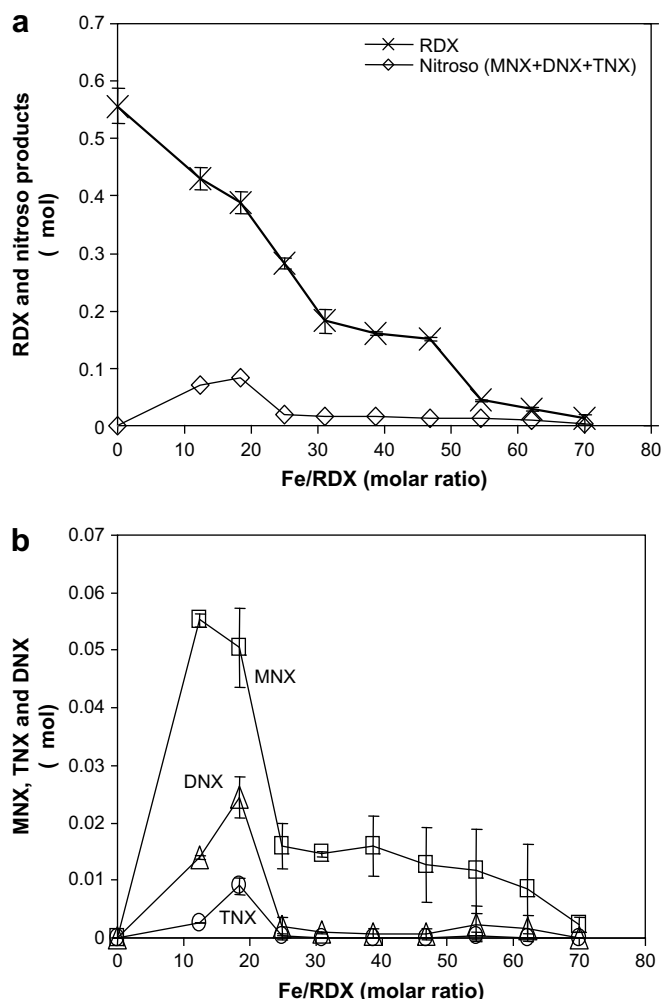 a
RDX
Nitroso (MNX+DNX+TNX)
RDX and nitroso products
( mol)
0.7
0.6
0.5
0.4
0.3
0.2
0.1
0
0 10 20 30 40 50 60 70 80
Fe/RDX (molar ratio)
b
MNX, TNX and DNX
( mol)
0.07
0.06
0.05
0.04
0.03
0.02
0.01
0
MNX
DNX
TNX
0 10 20 30 40 50 60 70 80
Fe/RDX (molar ratio)